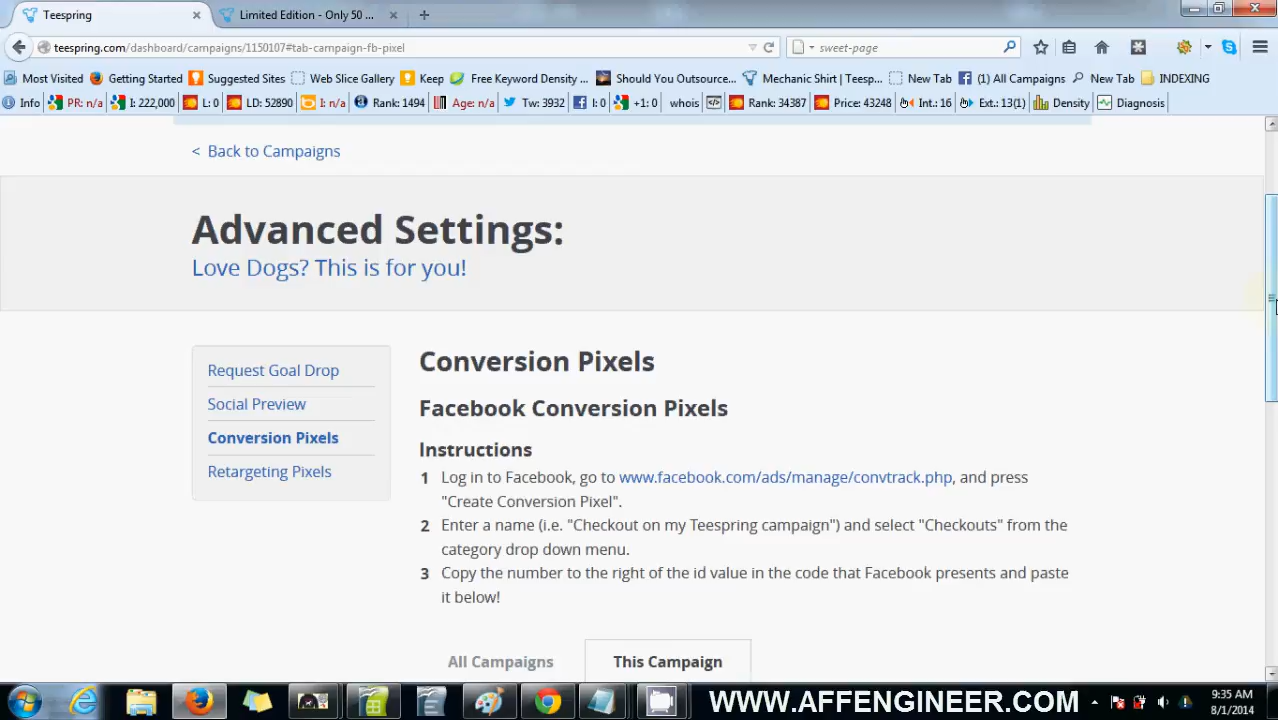 Teespring
Limited Edition - Only 50 ...
teespring.com/dashboard/campaigns/1150107#tab-campaign-fb-pixel
sweet-page
Most Visited Getting Started Suggested Sites Web Slice Gallery Keep Free Keyword Density ... Should You Outsource... Mechanic Shirt | Teesp... New Tab (1) All Campaigns New Tab INDEXING
Info PR: n/a I: 222,000 L: 0 LD: 52890 I: n/a Rank: 1494 Age: n/a Tw: 3932 l: 0 +1: 0 whois Rank: 34387 Price: 43248 Int.: 16 Ext.: 13(1) Density Diagnosis
< Back to Campaigns
Advanced Settings:
Love Dogs? This is for you!
Request Goal Drop
Social Preview
Conversion Pixels
Retargeting Pixels
Conversion Pixels
Facebook Conversion Pixels
Instructions
1 Log in to Facebook, go to www.facebook.com/ads/manage/convtrack.php, and press
"Create Conversion Pixel".
2 Enter a name (i.e. "Checkout on my Teespring campaign") and select "Checkouts" from the
category drop down menu.
3 Copy the number to the right of the id value in the code that Facebook presents and paste
it below!
All Campaigns This Campaign
WWW.AFFENGINEER.COM
9:35 AM
8/1/2014